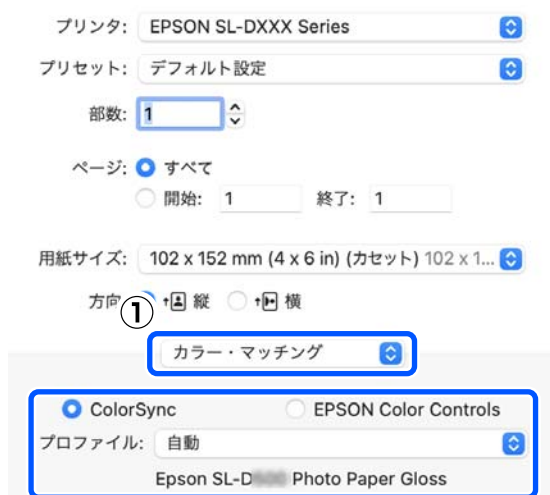 プリンタ: EPSON SL-DXXX Series
プリセット: デフォルト設定
部数: 1
ページ: すべて
開始: 1 終了: 1
用紙サイズ: 102 x 152 mm (4 x 6 in) (カセット) 102 x 1...
方向 縦 横
①
カラー・マッチング
ColorSync EPSON Color Controls
プロファイル: 自動
Epson SL-D Photo Paper Gloss